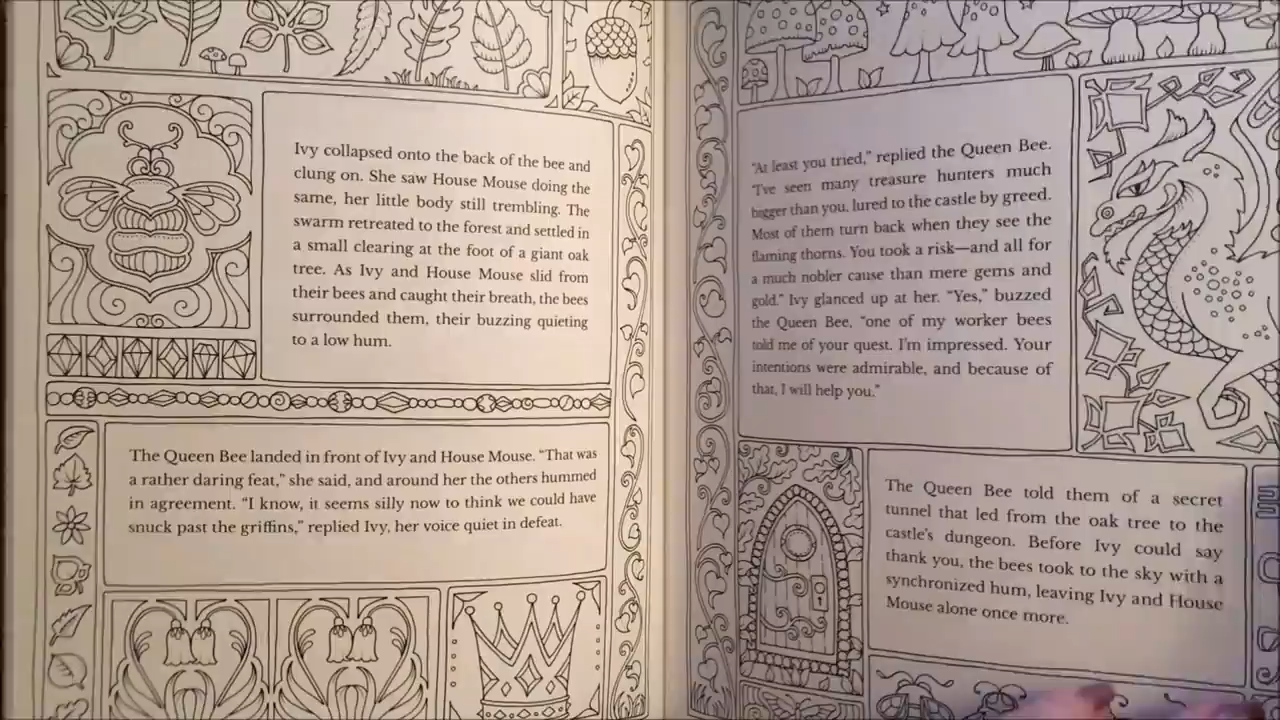 Ivy collapsed onto the back of the bee and
clung on. She saw House Mouse doing the
same, her little body still trembling. The
swarm retreated to the forest and settled in
a small clearing at the foot of a giant oak
tree. As Ivy and House Mouse slid from
their bees and caught their breath, the bees
surrounded them, their buzzing quieting
to a low hum.
The Queen Bee landed in front of Ivy and House Mouse. “That was
a rather daring feat,” she said, and around her the others hummed
in agreement. “I know, it seems silly now to think we could have
snuck past the griffins,” replied Ivy, her voice quiet in defeat.
“At least you tried,” replied the Queen Bee.
“I’ve seen many treasure hunters much
bigger than you, lured to the castle by greed.
Most of them turn back when they see the
flaming thorns. You took a risk—and all for
a much nobler cause than mere gems and
gold.” Ivy glanced up at her. “Yes,” buzzed
the Queen Bee, “one of my worker bees
told me of your quest. I’m impressed. Your
intentions were admirable, and because of
that, I will help you.”
The Queen Bee told them of a secret
tunnel that led from the oak tree to the
castle’s dungeon. Before Ivy could say
thank you, the bees took to the sky with a
synchronized hum, leaving Ivy and House
Mouse alone once more.